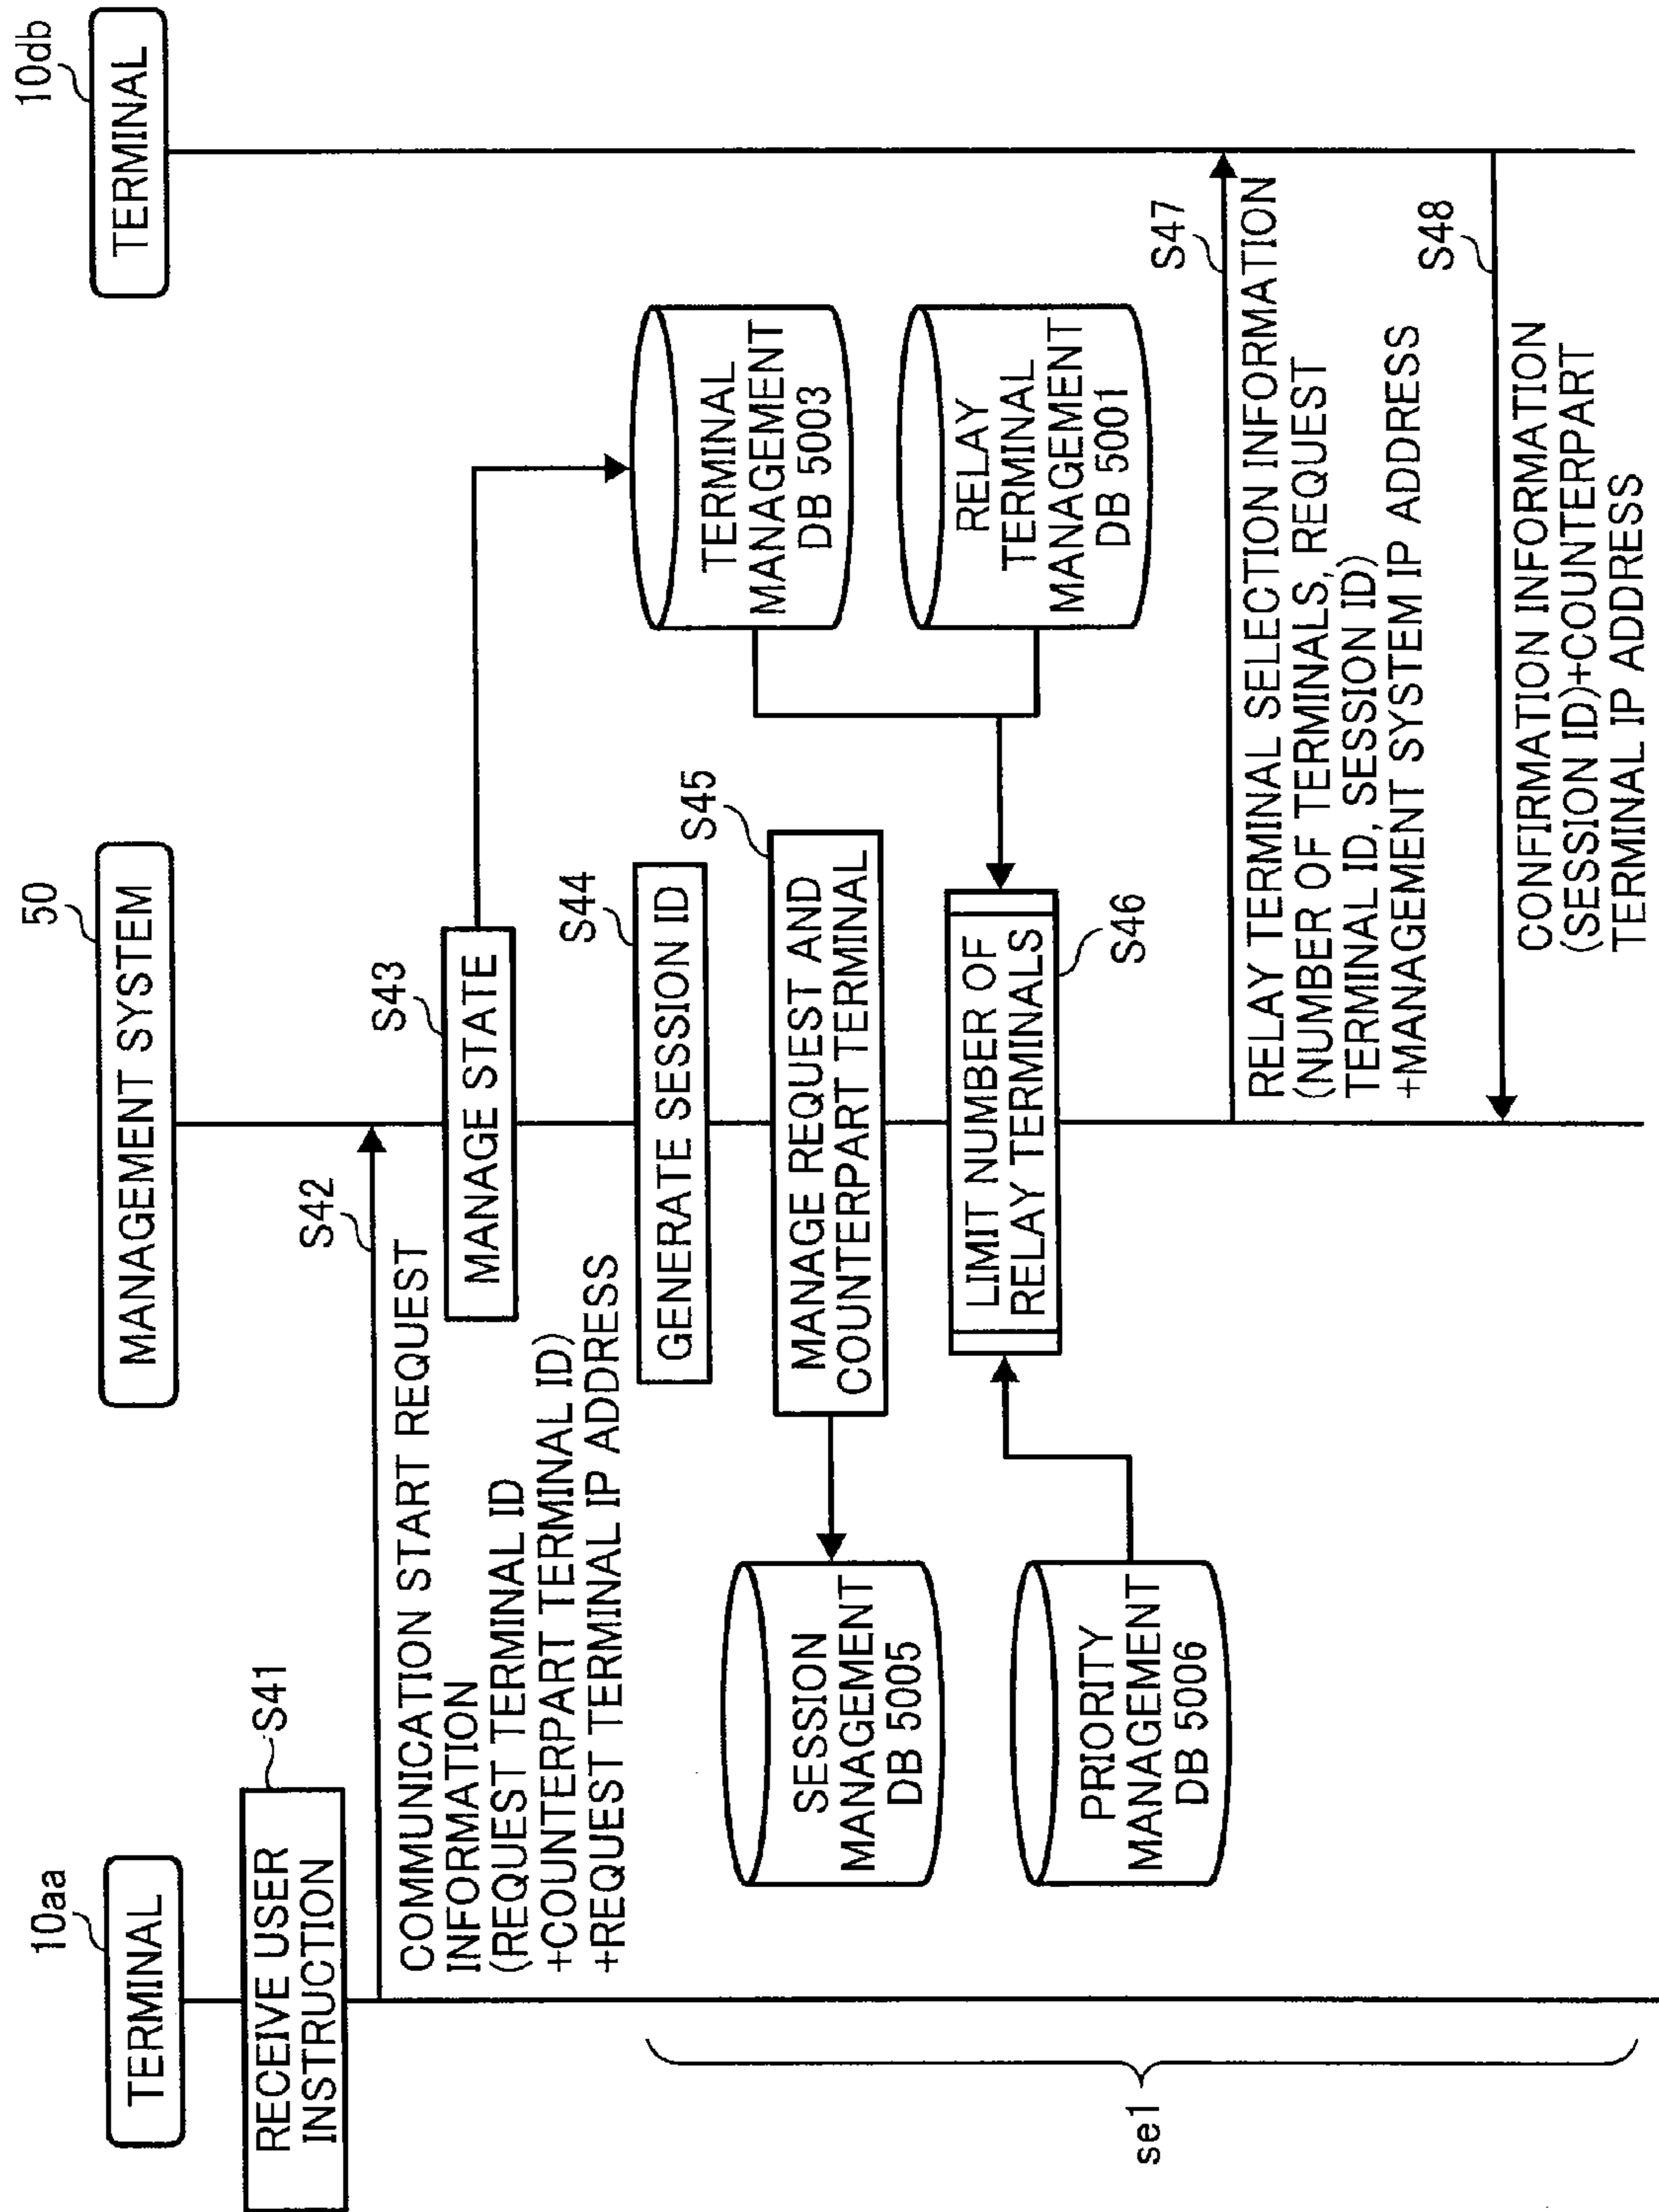 10aa
TERMINAL
50
MANAGEMENT SYSTEM
10db
TERMINAL
RECEIVE USER
INSTRUCTION
S41
S42
COMMUNICATION START REQUEST
INFORMATION
(REQUEST TERMINAL ID
+COUNTERPART TERMINAL ID)
+REQUEST TERMINAL IP ADDRESS
S43
MANAGE STATE
S44
GENERATE SESSION ID
S45
MANAGE REQUEST AND
COUNTERPART TERMINAL
SESSION
MANAGEMENT
DB 5005
TERMINAL
MANAGEMENT
DB 5003
LIMIT NUMBER OF
RELAY TERMINALS
S46
PRIORITY
MANAGEMENT
DB 5006
RELAY
TERMINAL
MANAGEMENT
DB 5001
se1
S47
RELAY TERMINAL SELECTION INFORMATION
(NUMBER OF TERMINALS, REQUEST
TERMINAL ID, SESSION ID)
+MANAGEMENT SYSTEM IP ADDRESS
S48
CONFIRMATION INFORMATION
(SESSION ID)+COUNTERPART
TERMINAL IP ADDRESS